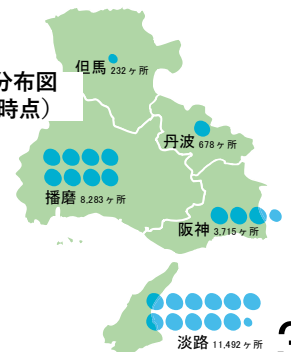 分布図
時点）
但馬 232ヶ所
丹波 678ヶ所
播磨 8,283ヶ所
阪神 3,715ヶ所
淡路 11,492ヶ所